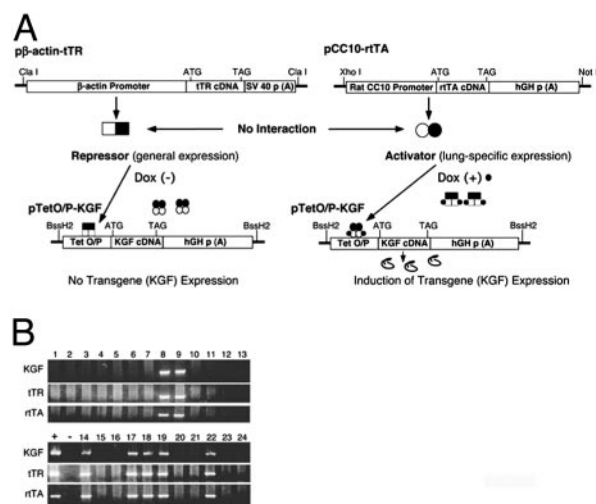 A
pβ-actin-tTR
pCC10-rtTA
Cla I ATG TAG Cla I
β-actin Promoter tTR cDNA SV 40 p (A)
Xho I ATG TAG Not I
Rat CC10 Promoter rtTA cDNA hGH p (A)
No Interaction
Repressor (general expression)
Activator (lung-specific expression)
Dox (-)
Dox (+)
pTetO/P-KGF
pTetO/P-KGF
BssH2 ATG TAG BssH2
Tet O/P KGF cDNA hGH p (A)
BssH2 ATG TAG BssH2
Tet O/P KGF cDNA hGH p (A)
No Transgene (KGF) Expression
Induction of Transgene (KGF) Expression
B
1 2 3 4 5 6 7 8 9 10 11 12 13
KGF
tTR
rtTA
+ - 14 15 16 17 18 19 20 21 22 23 24
KGF
tTR
rtTA